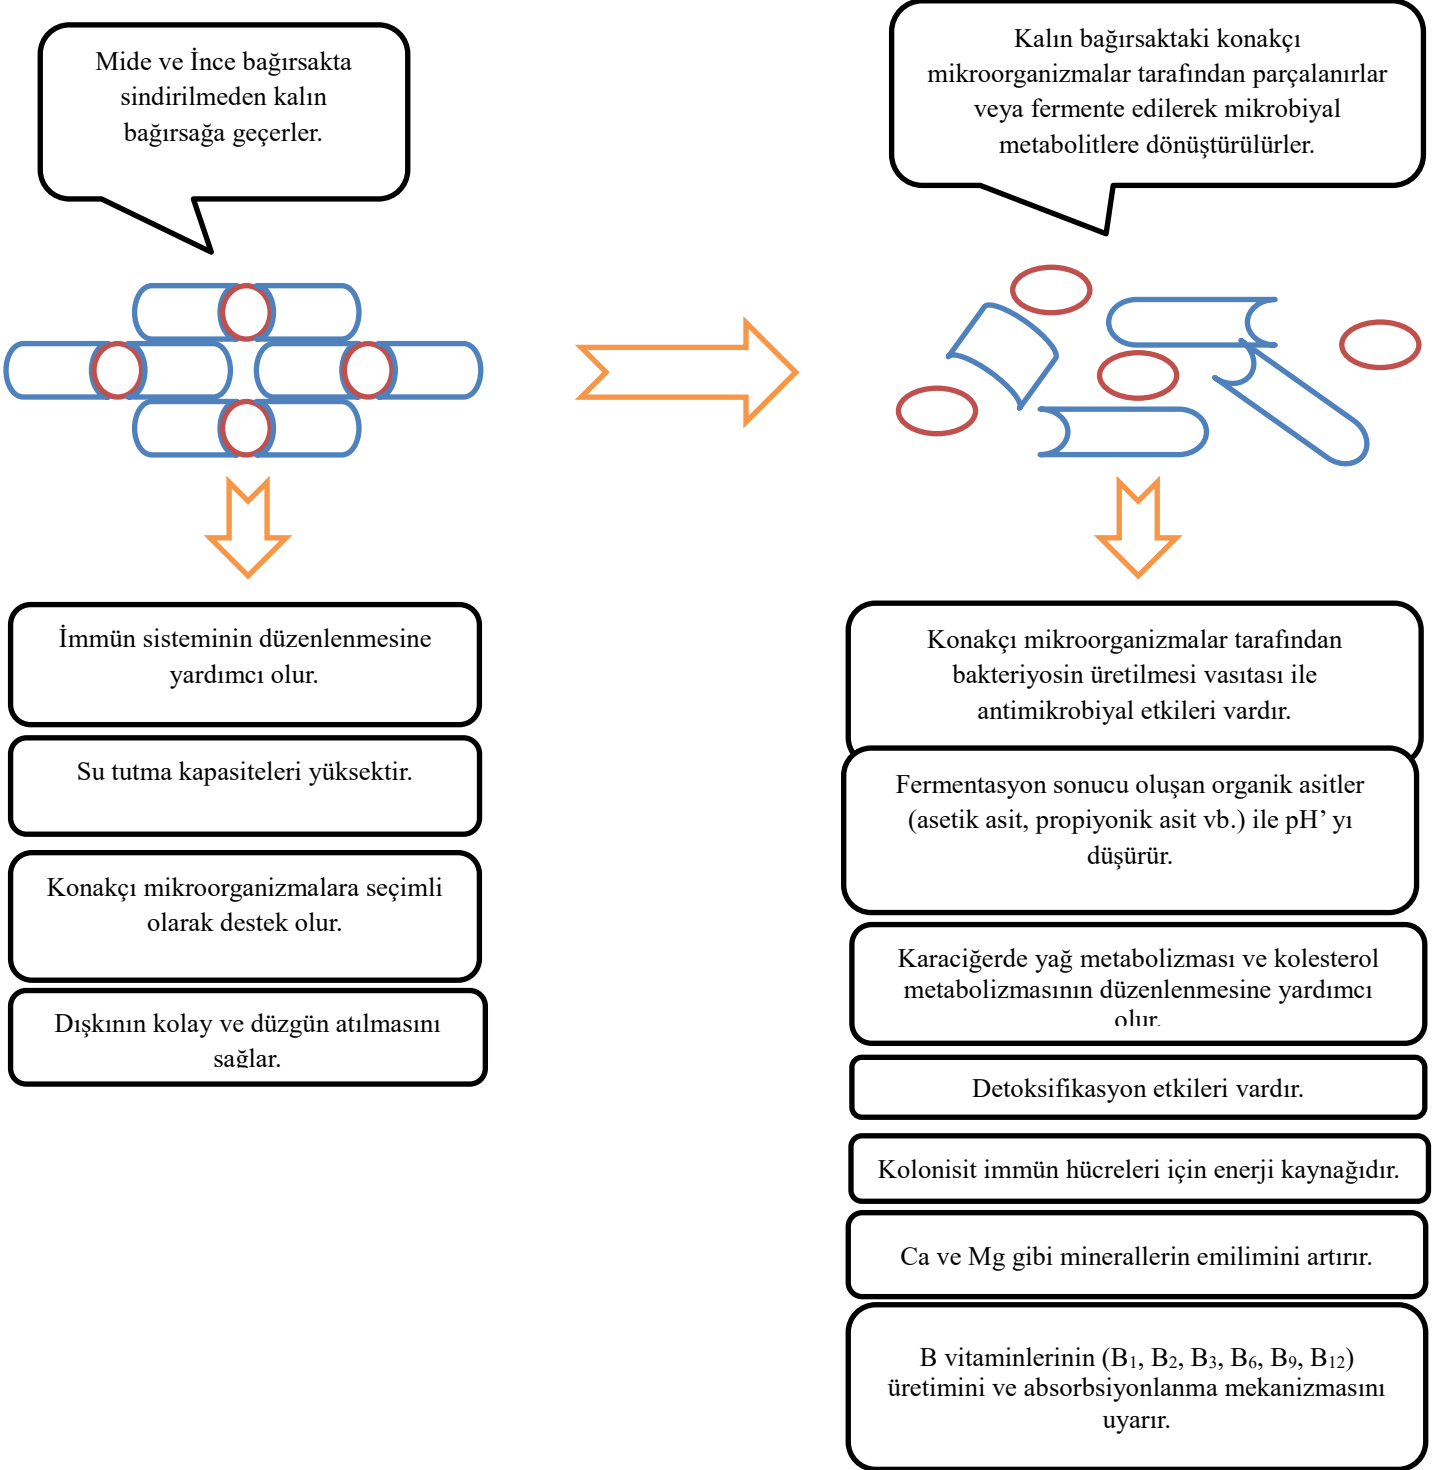 Mide ve İnce bağırsakta
sindirilmeden kalın
bağırsağa geçerler.
Kalın bağırsaktaki konakçı
mikroorganizmalar tarafından parçalanırlar
veya fermente edilerek mikrobiyal
metabolitlere dönüştürülürler.
İmmün sisteminin düzenlenmesine
yardımcı olur.
Su tutma kapasiteleri yüksektir.
Konakçı mikroorganizmalara seçimli
olarak destek olur.
Dışkının kolay ve düzgün atılmasını
sağlar.
Konakçı mikroorganizmalar tarafından
bakteriyosin üretilmesi vasıtası ile
antimikrobiyal etkileri vardır.
Fermentasyon sonucu oluşan organik asitler
(asetik asit, propiyonik asit vb.) ile pH’ yı
düşürür.
Karaciğerde yağ metabolizması ve kolesterol
metabolizmasının düzenlenmesine yardımcı
olur.
Detoksifikasyon etkileri vardır.
Kolonisit immün hücreleri için enerji kaynağıdır.
Ca ve Mg gibi minerallerin emilimini artırır.
B vitaminlerinin (B₁, B₂, B₃, B₆, B₉, B₁₂)
üretimini ve absorbsiyonlanma mekanizmasını
uyarır.